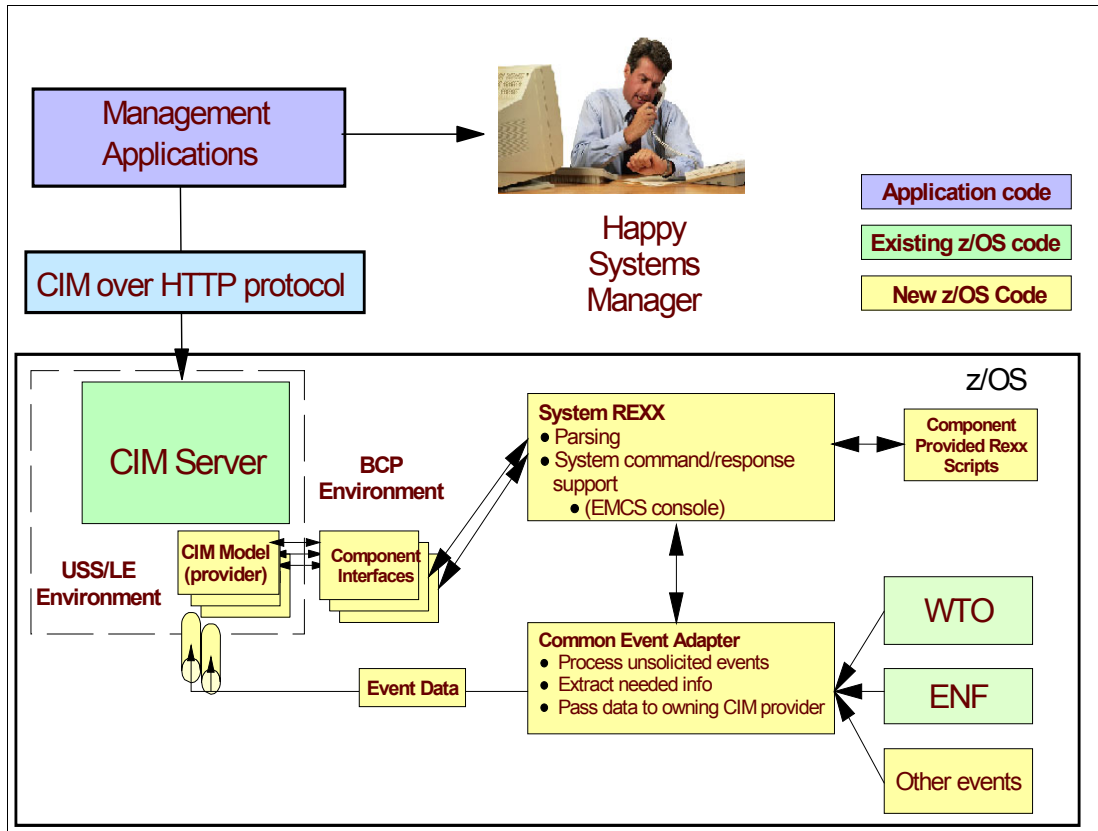 Management
Applications
Happy
Systems
Manager
Application code
Existing z/OS code
New z/OS Code
CIM over HTTP protocol
z/OS
CIM Server
BCP
Environment
System REXX
● Parsing
● System command/response
support
● (EMCS console)
Component
Provided Rexx
Scripts
CIM Model
(provider)
Component
Interfaces
USS/LE
Environment
Common Event Adapter
● Process unsolicited events
● Extract needed info
● Pass data to owning CIM provider
Event Data
WTO
ENF
Other events